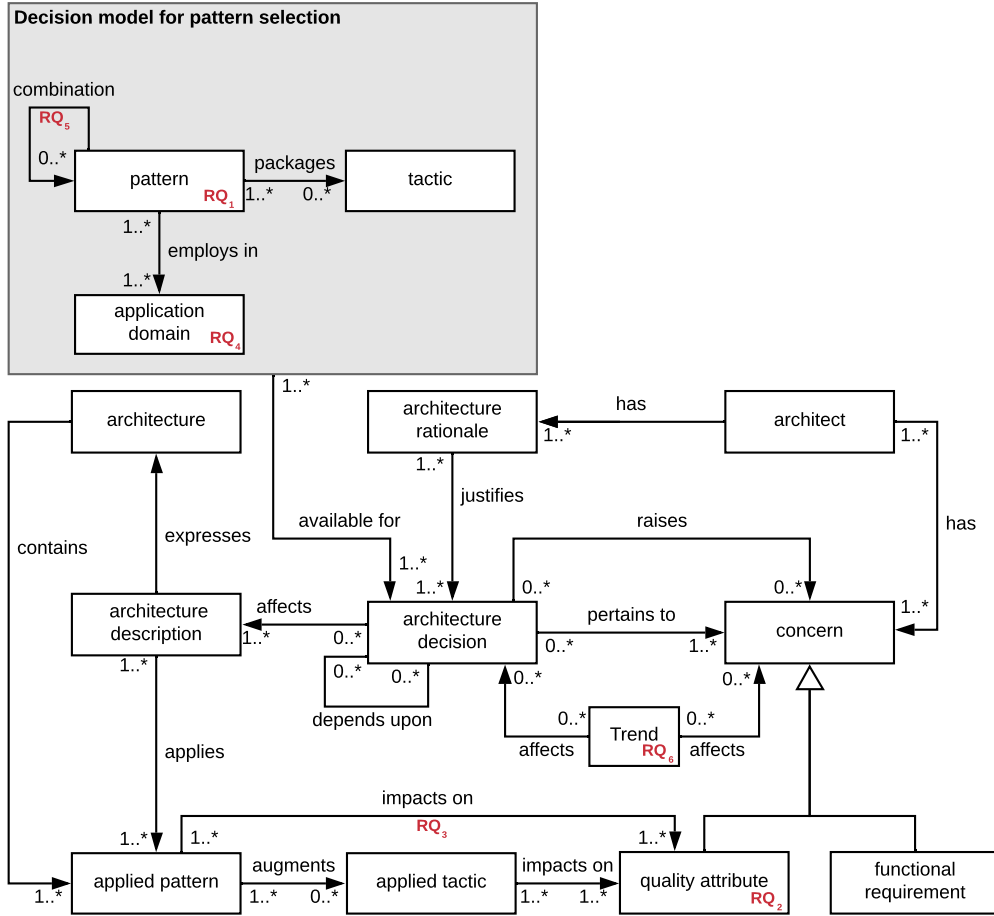 Decision model for pattern selection
combination
RQ5
0..*
pattern
RQ1
packages
1..*
0..*
tactic
1..*
employs in
1..*
application
domain
RQ4
1..*
architecture
architecture
rationale
has
1..*
architect
1..*
1..*
justifies
has
contains
expresses
available for
raises
1..*
1..*
0..*
0..*
architecture
description
affects
1..*
0..*
architecture
decision
pertains to
0..*
1..*
concern
1..*
1..*
0..*
0..*
depends upon
0..*
0..*
0..*
0..*
Trend
RQ6
affects
affects
applies
impacts on
RQ3
1..*
1..*
1..*
applied pattern
1..*
augments
1..*
0..*
applied tactic
impacts on
1..*
1..*
quality attribute
RQ2
functional
requirement